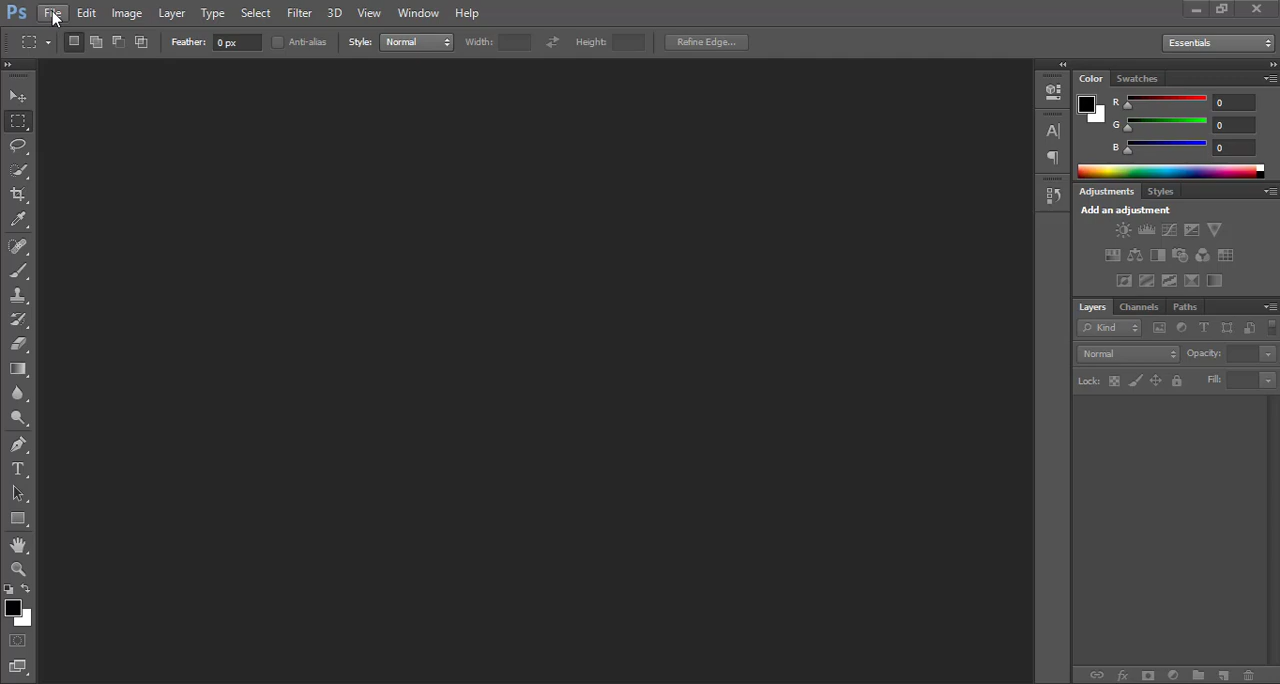 Ps File Edit Image Layer Type Select Filter 3D View Window Help
Feather: 0 px Anti-alias Style: Normal Width: Height: Refine Edge... Essentials
Color Swatches
R 0
G 0
B 0
Adjustments Styles
Add an adjustment
Layers Channels Paths
Kind
Normal Opacity:
Lock: Fill: